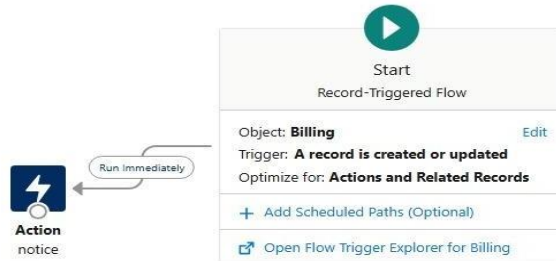 Start
Record-Triggered Flow
Object: Billing Edit
Trigger: A record is created or updated
Optimize for: Actions and Related Records
+ Add Scheduled Paths (Optional)
Open Flow Trigger Explorer for Billing
Run Immediately
Action
notice